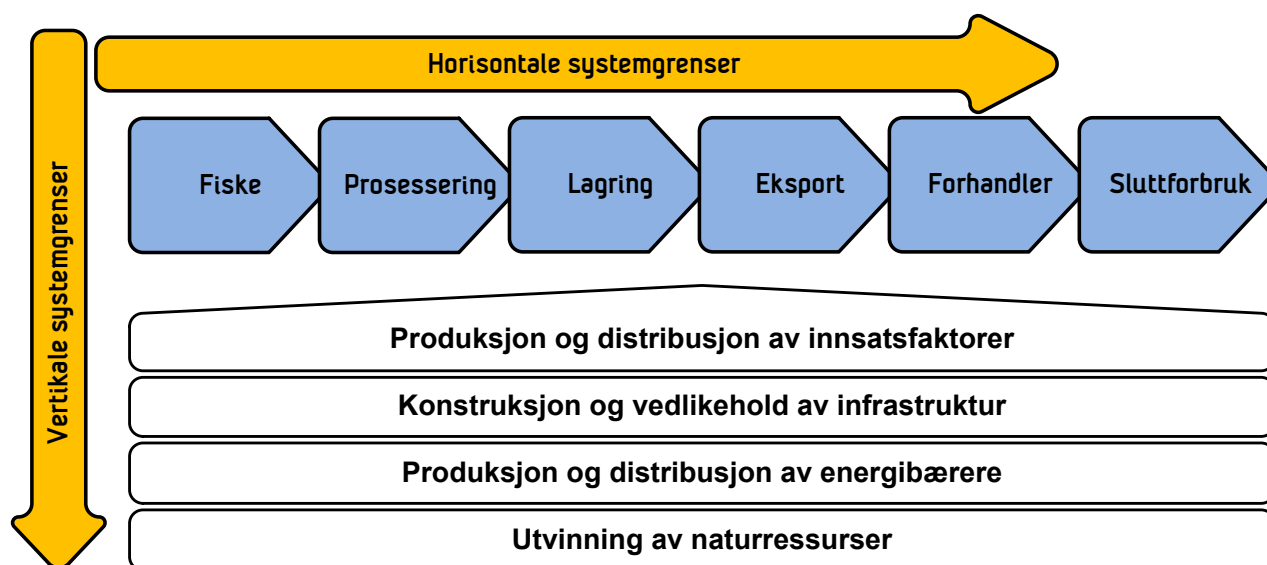 Horisontale systemgrenser
Vertikale systemgrenser
Fiske
Prosessering
Lagring
Eksport
Forhandler
Sluttforbruk
Produksjon og distribusjon av innsatsfaktorer
Konstruksjon og vedlikehold av infrastruktur
Produksjon og distribusjon av energibærere
Utvinning av naturressurser